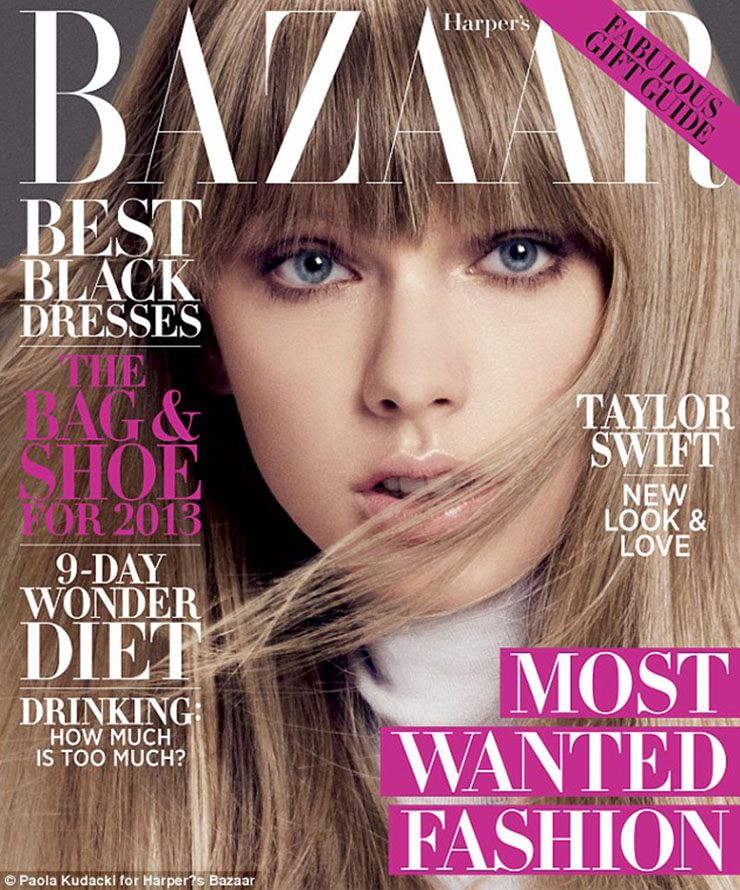 Harper's
BAZAAR
FABULOUS
GIFT GUIDE
BEST
BLACK
DRESSES
THE
BAG &
SHOE
FOR 2013
9-DAY
WONDER
DIET
DRINKING:
HOW MUCH
IS TOO MUCH?
TAYLOR
SWIFT
NEW
LOOK &
LOVE
MOST
WANTED
FASHION
© Paola Kudacki for Harper?s Bazaar